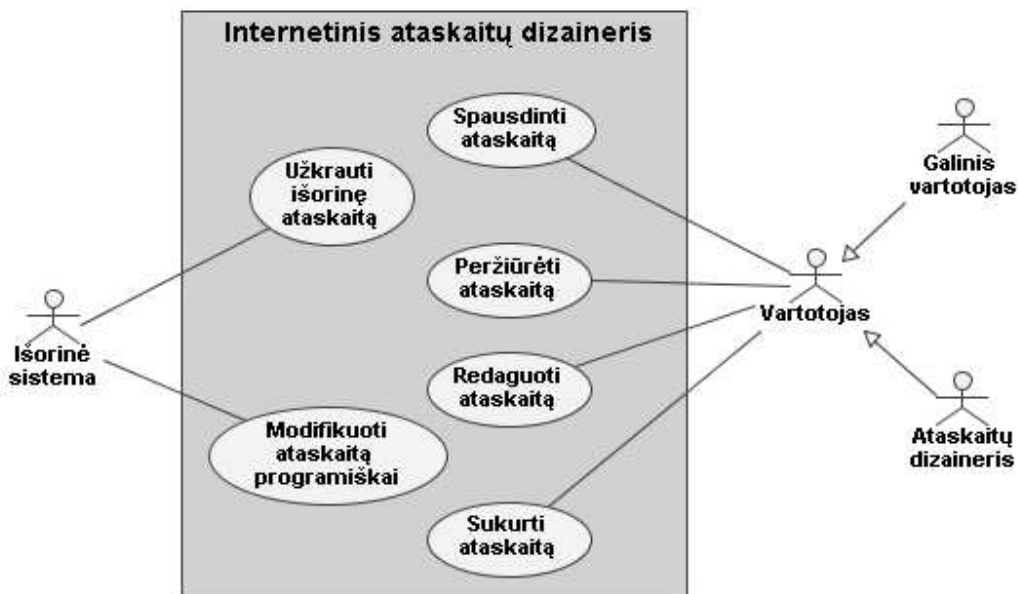 Internetinis ataskaitų dizaineris
Spausdinti
ataskaitą
Užkrauti
išorinę
ataskaitą
Peržiūrėti
ataskaitą
Redaguoti
ataskaitą
Modifikuoti
ataskaitą
programiškai
Sukurti
ataskaitą
Išorinė
sistema
Vartotojas
Galinis
vartotojas
Ataskaitų
dizaineris